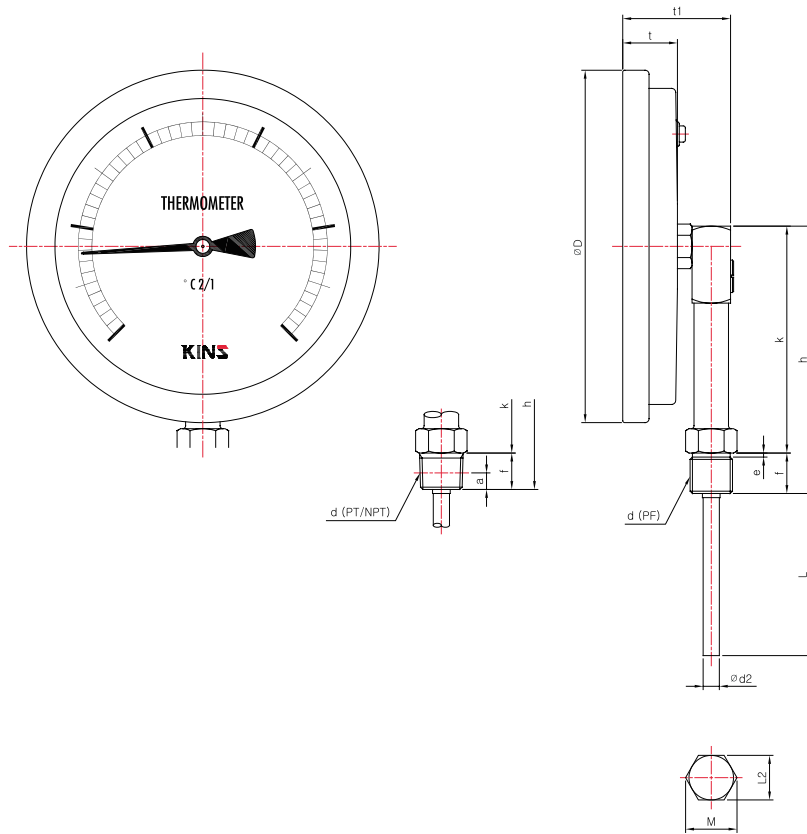 t1
t
THERMOMETER
ØD
° C 2/1
KINS
k
h
k
h
f
a
e
f
d (PT/NPT)
d (PF)
L
Ød2
L2
M